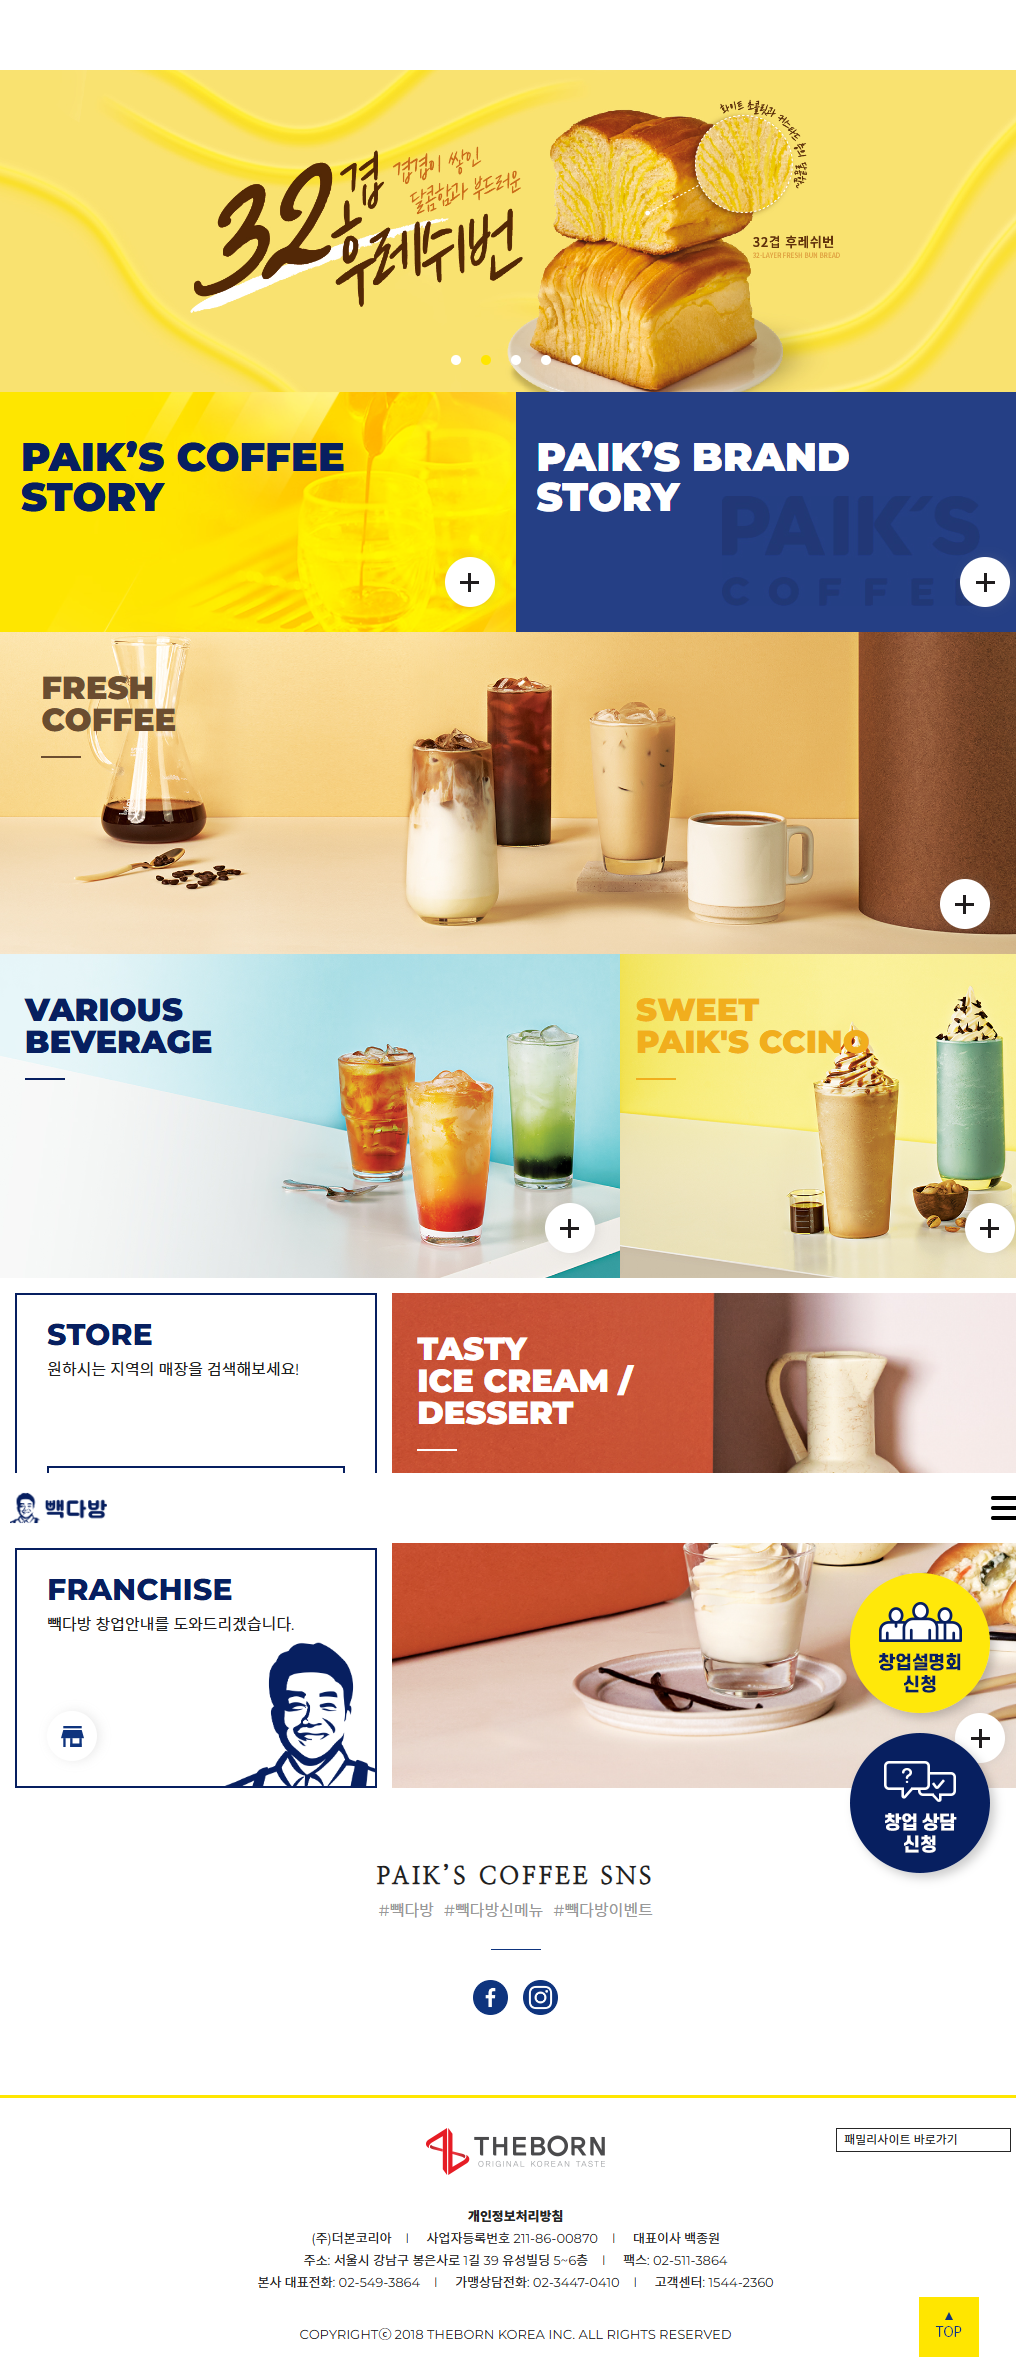 32겹
후레쉬번
겹겹이 쌓인
달콤함과 부드러운
화이트 초콜릿과 커스타드 층의 달콤함
32겹 후레쉬번
32-LAYER FRESH BUN BREAD
PAIK'S COFFEE
STORY
PAIK'S BRAND
STORY
PAIK'S
COFFEE
FRESH
COFFEE
VARIOUS
BEVERAGE
SWEET
PAIK'S CCINO
STORE
원하시는 지역의 매장을 검색해보세요!
TASTY
ICE CREAM /
DESSERT
빽다방
FRANCHISE
빽다방 창업안내를 도와드리겠습니다.
창업설명회
신청
창업 상담
신청
PAIK'S COFFEE SNS
#빽다방 #빽다방신메뉴 #빽다방이벤트
THEBORN
ORIGINAL KOREAN TASTE
패밀리사이트 바로가기
개인정보처리방침
(주)더본코리아 | 사업자등록번호 211-86-00870 | 대표이사 백종원
주소: 서울시 강남구 봉은사로 1길 39 유성빌딩 5~6층 | 팩스: 02-511-3864
본사 대표전화: 02-549-3864 | 가맹상담전화: 02-3447-0410 | 고객센터: 1544-2360
COPYRIGHTⓒ 2018 THEBORN KOREA INC. ALL RIGHTS RESERVED
▲
TOP